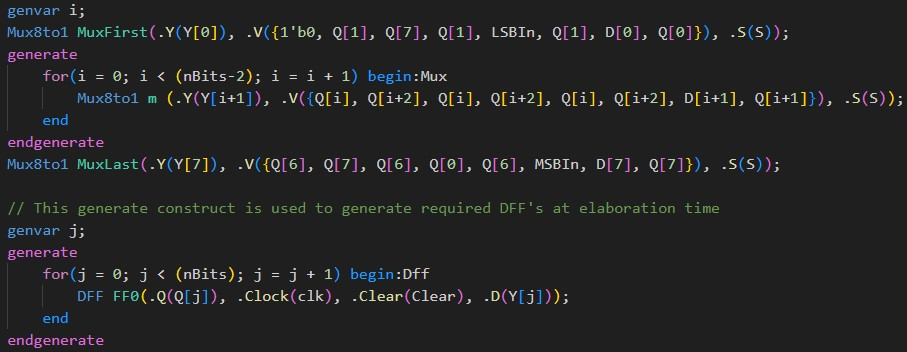 genvar i;
Mux8to1 MuxFirst(.Y(Y[0]), .V({1'b0, Q[1], Q[7], Q[1], LSBIn, Q[1], D[0], Q[0]}), .S(S));
generate
    for(i = 0; i < (nBits-2); i = i + 1) begin:Mux
        Mux8to1 m (.Y(Y[i+1]), .V({Q[i], Q[i+2], Q[i], Q[i+2], Q[i], Q[i+2], D[i+1], Q[i+1]}), .S(S));
    end
endgenerate
Mux8to1 MuxLast(.Y(Y[7]), .V({Q[6], Q[7], Q[6], Q[0], Q[6], MSBIn, D[7], Q[7]}), .S(S));
// This generate construct is used to generate required DFF's at elaboration time
genvar j;
generate
    for(j = 0; j < (nBits); j = j + 1) begin:Dff
        DFF FF0(.Q(Q[j]), .Clock(clk), .Clear(Clear), .D(Y[j]));
    end
endgenerate